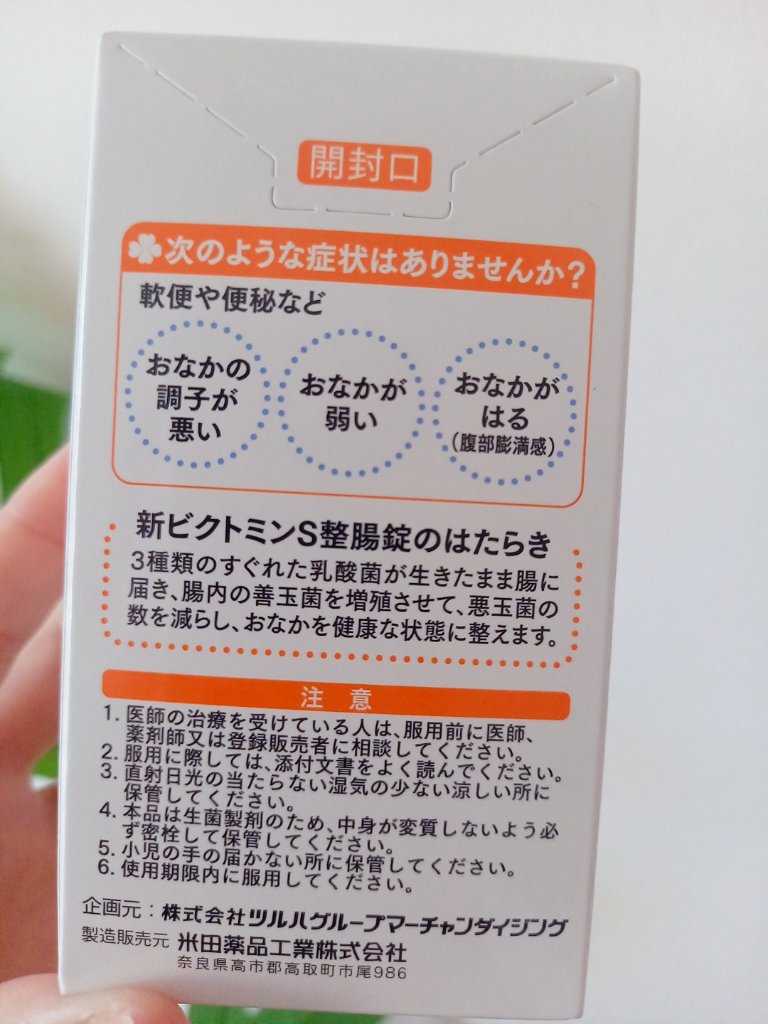 開封口
次のような症状はありませんか?
軟便や便秘など
おなかの
調子が
悪い
おなかが
弱い
おなかが
はる
(腹部膨満感)
新ビクトミンS整腸錠のはたらき
3種類のすぐれた乳酸菌が生きたまま腸に
届き、腸内の善玉菌を増殖させて、悪玉菌の
数を減らし、おなかを健康な状態に整えます。
注 意
1. 医師の治療を受けている人は、服用前に医師、
薬剤師又は登録販売者に相談してください。
2. 服用に際しては、添付文書をよく読んでください。
3. 直射日光の当たらない湿気の少ない涼しい所に
保管してください。
4. 本品は生菌製剤のため、中身が変質しないよう必
ず密栓して保管してください。
5. 小児の手の届かない所に保管してください。
6. 使用期限内に服用してください。
企画元:株式会社ツルハグループマーチャンダイジング
製造販売元 米田薬品工業株式会社
奈良県高市郡高取町市尾986